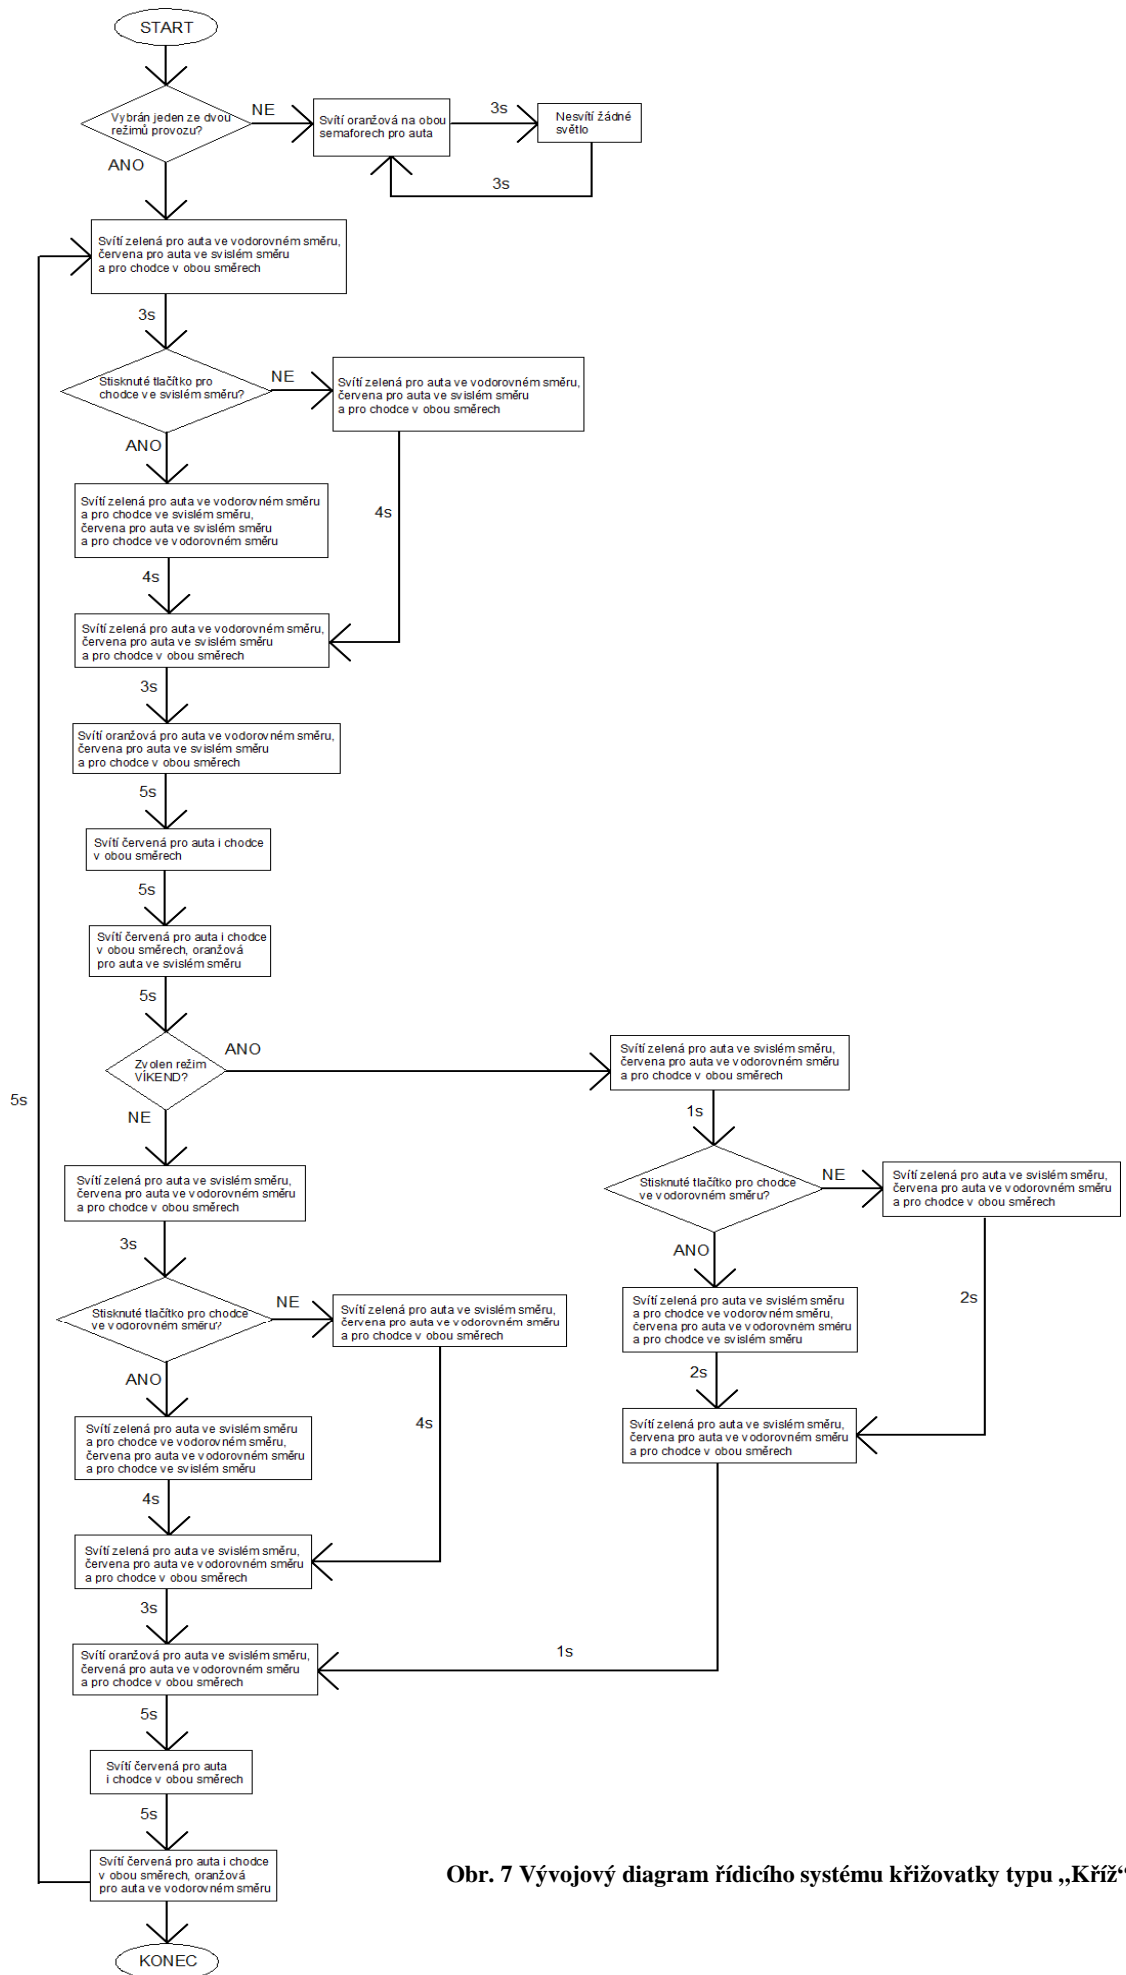 START
Vybrán jeden ze dvou
režimů provozu?
NE
Svítí oranžová na obou
semaforech pro auta
3s
Nesvítí žádné
světlo
3s
ANO
Svítí zelená pro auta ve vodorovném směru,
červena pro auta ve svislém směru
a pro chodce v obou směrech
3s
Stisknuté tlačítko pro
chodce ve svislém směru?
NE
Svítí zelená pro auta ve vodorovném směru,
červena pro auta ve svislém směru
a pro chodce v obou směrech
ANO
4s
Svítí zelená pro auta ve vodorovném směru
a pro chodce ve svislém směru,
červena pro auta ve svislém směru
a pro chodce ve vodorovném směru
4s
Svítí zelená pro auta ve vodorovném směru,
červena pro auta ve svislém směru
a pro chodce v obou směrech
3s
Svítí oranžová pro auta ve vodorovném směru,
červena pro auta ve svislém směru
a pro chodce v obou směrech
5s
Svítí červená pro auta i chodce
v obou směrech
5s
Svítí červená pro auta i chodce
v obou směrech, oranžová
pro auta ve svislém směru
5s
Zvolen režim
VÍKEND?
ANO
Svítí zelená pro auta ve svislém směru,
červena pro auta ve vodorovném směru
a pro chodce v obou směrech
1s
Stisknuté tlačítko pro chodce
ve vodorovném směru?
NE
Svítí zelená pro auta ve svislém směru,
červena pro auta ve vodorovném směru
a pro chodce v obou směrech
ANO
2s
Svítí zelená pro auta ve svislém směru
a pro chodce ve vodorovném směru,
červena pro auta ve vodorovném směru
a pro chodce ve svislém směru
2s
Svítí zelená pro auta ve svislém směru,
červena pro auta ve vodorovném směru
a pro chodce v obou směrech
1s
5s
NE
Svítí zelená pro auta ve svislém směru,
červena pro auta ve vodorovném směru
a pro chodce v obou směrech
3s
Stisknuté tlačítko pro chodce
ve vodorovném směru?
NE
Svítí zelená pro auta ve svislém směru,
červena pro auta ve vodorovném směru
a pro chodce v obou směrech
ANO
4s
Svítí zelená pro auta ve svislém směru
a pro chodce ve vodorovném směru,
červena pro auta ve vodorovném směru
a pro chodce ve svislém směru
4s
Svítí zelená pro auta ve svislém směru,
červena pro auta ve vodorovném směru
a pro chodce v obou směrech
3s
Svítí oranžová pro auta ve svislém směru,
červená pro auta ve vodorovném směru
a pro chodce v obou směrech
5s
Svítí červená pro auta
i chodce v obou směrech
5s
Svítí červená pro auta i chodce
v obou směrech, oranžová
pro auta ve vodorovném směru
KONEC
Obr. 7 Vývojový diagram řídicího systému křižovatky typu „Kříž“